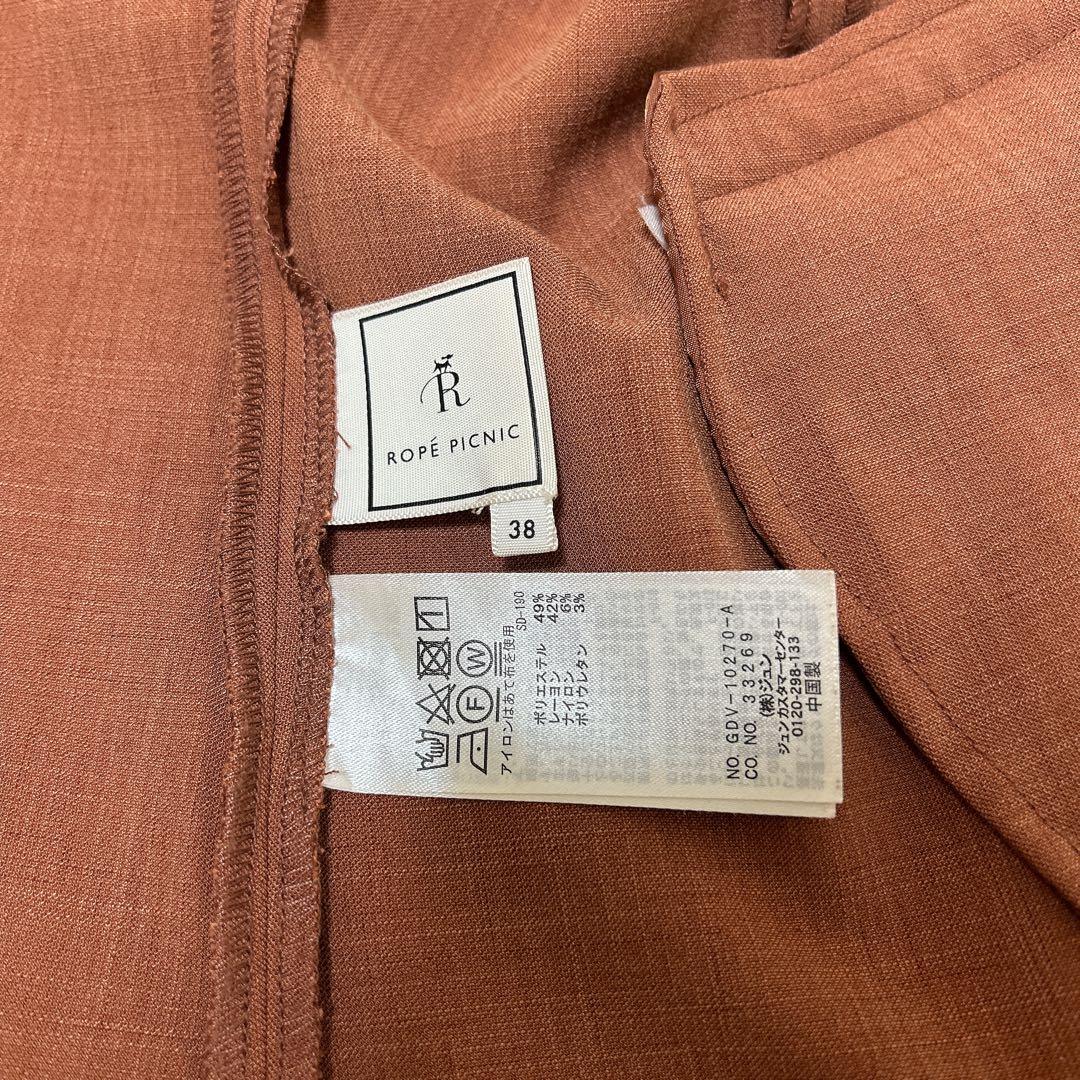 R
ROPÉ PICNIC
38
F
W
アイロンはあて布を使用
SD-190
ポリエステル 49%
レーヨン 42%
ナイロン 6%
ポリウレタン 3%
NO. GDV-10270-A
CO. NO. 33269
(株)ジュン
ジュンカスタマーセンター
0120-298-133
中国製